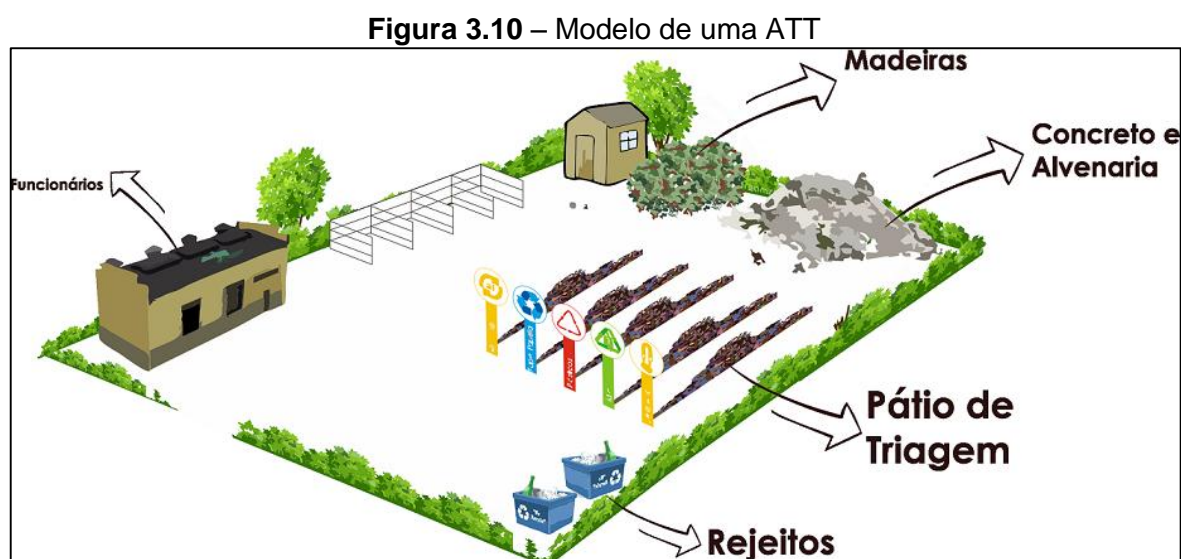 Figura 3.10 – Modelo de uma ATT
Madeiras
Concreto e
Alvenaria
Funcionários
Pátio de
Triagem
Rejeitos